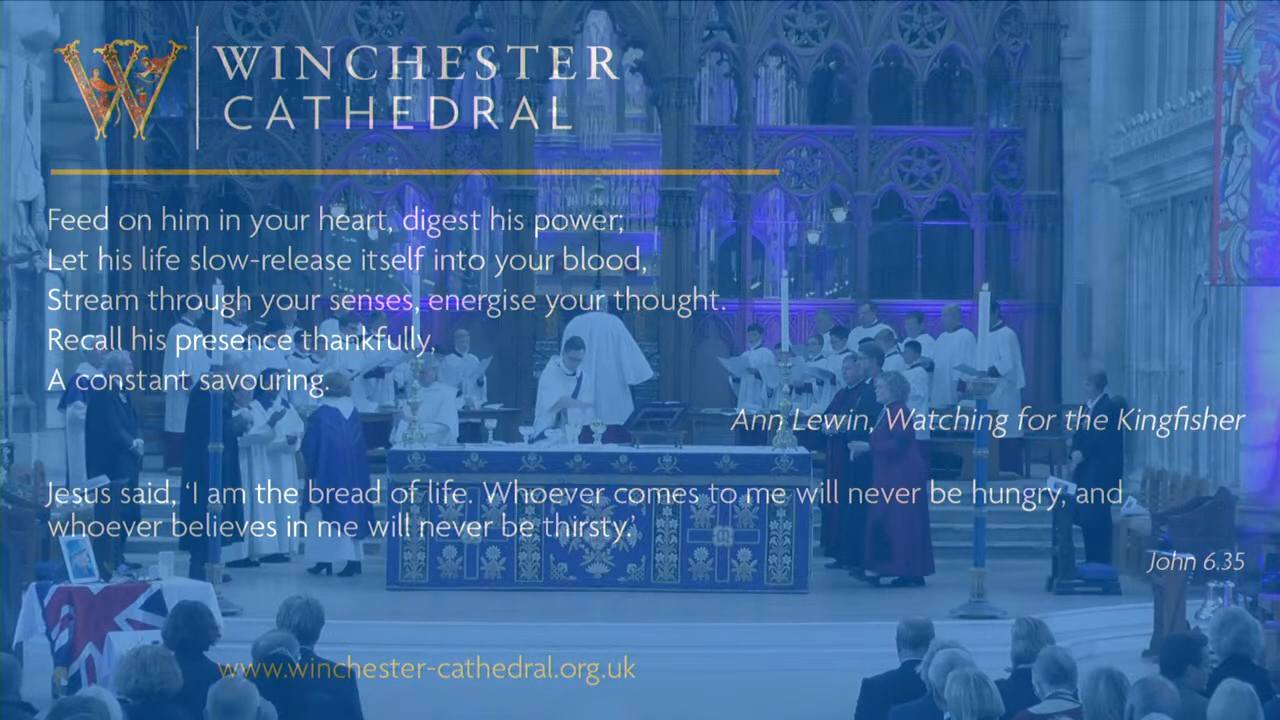 WINCHESTER
CATHEDRAL
Feed on him in your heart, digest his power;
Let his life slow-release itself into your blood,
Stream through your senses, energise your thought.
Recall his presence thankfully,
A constant savouring.
Ann Lewin, Watching for the Kingfisher
Jesus said, ‘I am the bread of life. Whoever comes to me will never be hungry, and
whoever believes in me will never be thirsty.’
John 6.35
www.winchester-cathedral.org.uk